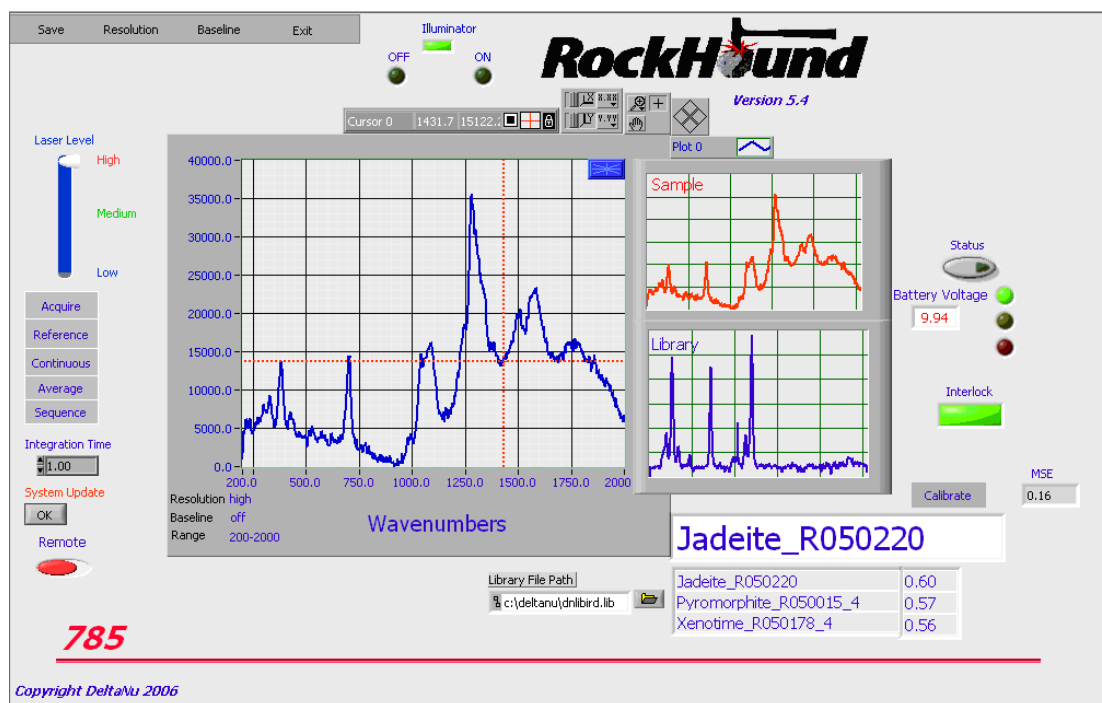 Save Resolution Baseline Exit
Illuminator
OFF ON
RockHound
Version 5.4
Cursor 0 1431.7 15122.
X.XX
Y.YY
Plot 0
Laser Level
High
Medium
Low
40000.0
35000.0
30000.0
25000.0
20000.0
15000.0
10000.0
5000.0
0.0
200.0 500.0 750.0 1000.0 1250.0 1500.0 1750.0 2000
Resolution high
Baseline off
Range 200-2000
Wavenumbers
Sample
Library
Status
Battery Voltage
9.94
Interlock
MSE
Calibrate 0.16
Acquire
Reference
Continuous
Average
Sequence
Integration Time
1.00
System Update
OK
Remote
Jadeite_R050220
Library File Path
c:\deltanu\dnlibird.lib
Jadeite_R050220 0.60
Pyromorphite_R050015_4 0.57
Xenotime_R050178_4 0.56
785
Copyright DeltaNu 2006